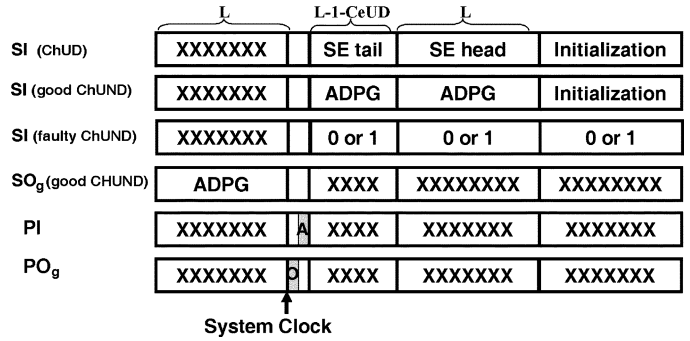 L L-1-CeUD L
SI (ChUD) XXXXXXX SE tail SE head Initialization
SI (good ChUND) XXXXXXX ADPG ADPG Initialization
SI (faulty ChUND) XXXXXXX 0 or 1 0 or 1 0 or 1
SOg (good CHUND) ADPG XXXX XXXXXXXX XXXXXXXX
PI XXXXXXX A XXXX XXXXXXX XXXXXXX
POg XXXXXXX O XXXX XXXXXXX XXXXXXX
System Clock